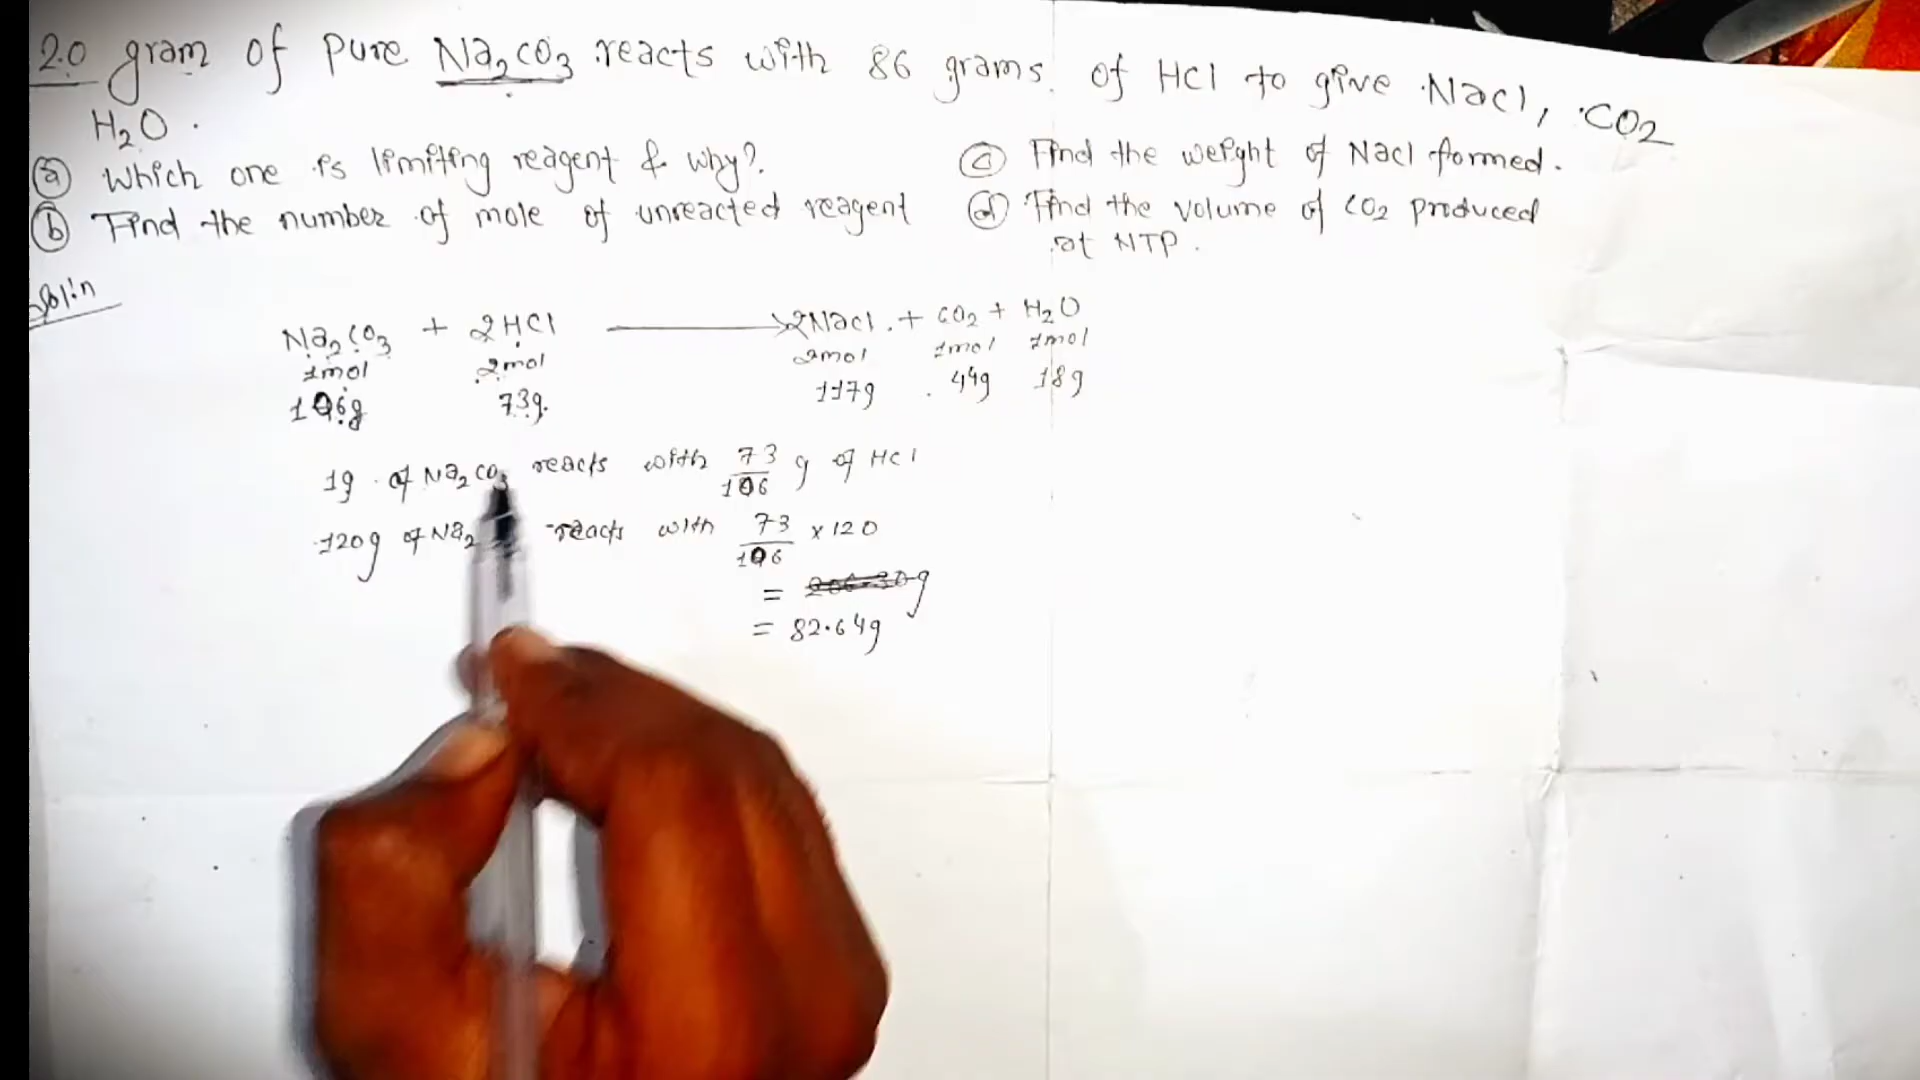 20 gram of pure Na₂CO₃ reacts with 86 grams of HCl to give NaCl, CO2
H₂O.
ⓐ Which one is limiting reagent & why?.
ⓑ Find the number of mole of unreacted reagent
ⓒ Find the weight of NaCl formed.
ⓓ Find the volume of CO₂ produced
at NTP.
Sol:n
Na₂CO₃ + 2HCl → 2NaCl + CO₂ + H₂O
1mol 2mol 2mol 1mol 1mol
106g 73g. 117g 44g 18g
1g of Na₂CO₃ reacts with 73/106 g of HCl
120g of Na₂ reacts with 73/106 x 120
= g
= 82.64g